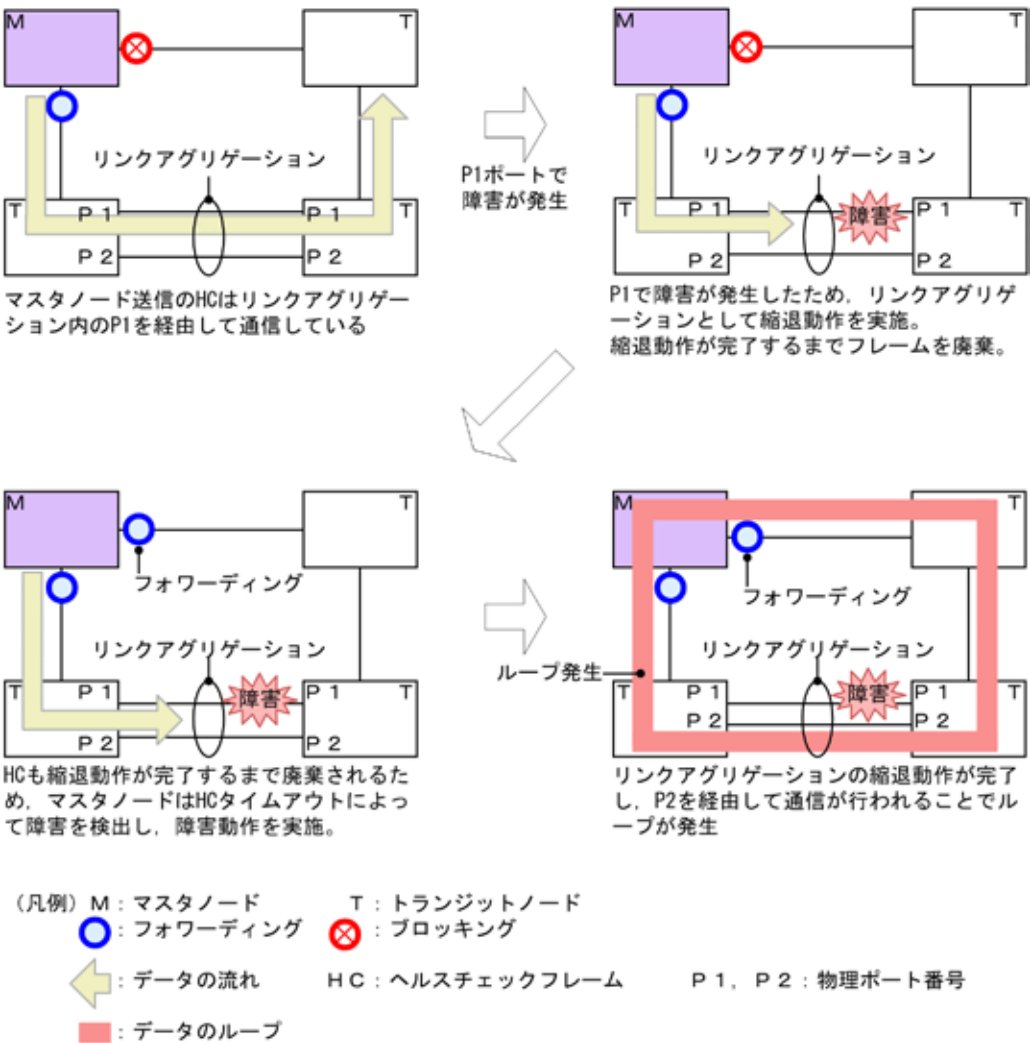 M
T
リンクアグリゲーション
T
P 1
P 1
T
P 2
P 2
マスタノード送信のHCはリンクアグリゲー
ション内のP1を経由して通信している
P1ポートで
障害が発生
M
T
リンクアグリゲーション
T
P 1
障害
P 1
T
P 2
P 2
P1で障害が発生したため，リンクアグリゲ
ーションとして縮退動作を実施。
縮退動作が完了するまでフレームを廃棄。
M
T
フォワーディング
リンクアグリゲーション
T
P 1
障害
P 1
T
P 2
P 2
HCも縮退動作が完了するまで廃棄されるた
め，マスタノードはHCタイムアウトによっ
て障害を検出し，障害動作を実施。
M
T
フォワーディング
リンクアグリゲーション
ループ発生
T
P 1
障害
P 1
T
P 2
P 2
リンクアグリゲーションの縮退動作が完了
し，P2を経由して通信が行われることでル
ープが発生
（凡例）M：マスタノード T：トランジットノード
：フォワーディング ：ブロッキング
：データの流れ HC：ヘルスチェックフレーム P1，P2：物理ポート番号
：データのループ